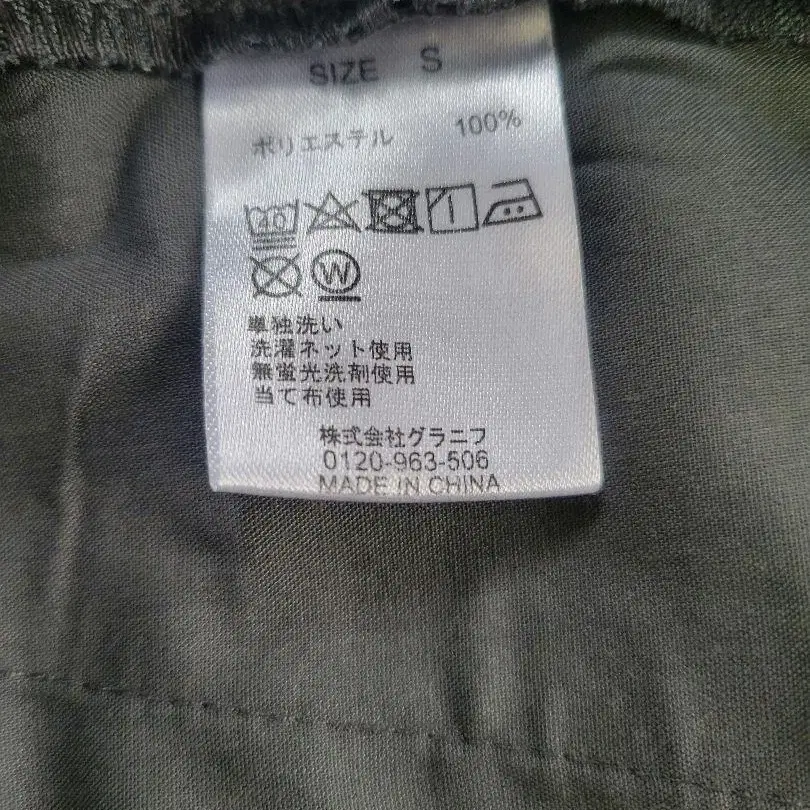 SIZE S
ポリエステル 100%
40
W
単独洗い
洗濯ネット使用
無蛍光洗剤使用
当て布使用
株式会社グラニフ
0120-963-506
MADE IN CHINA